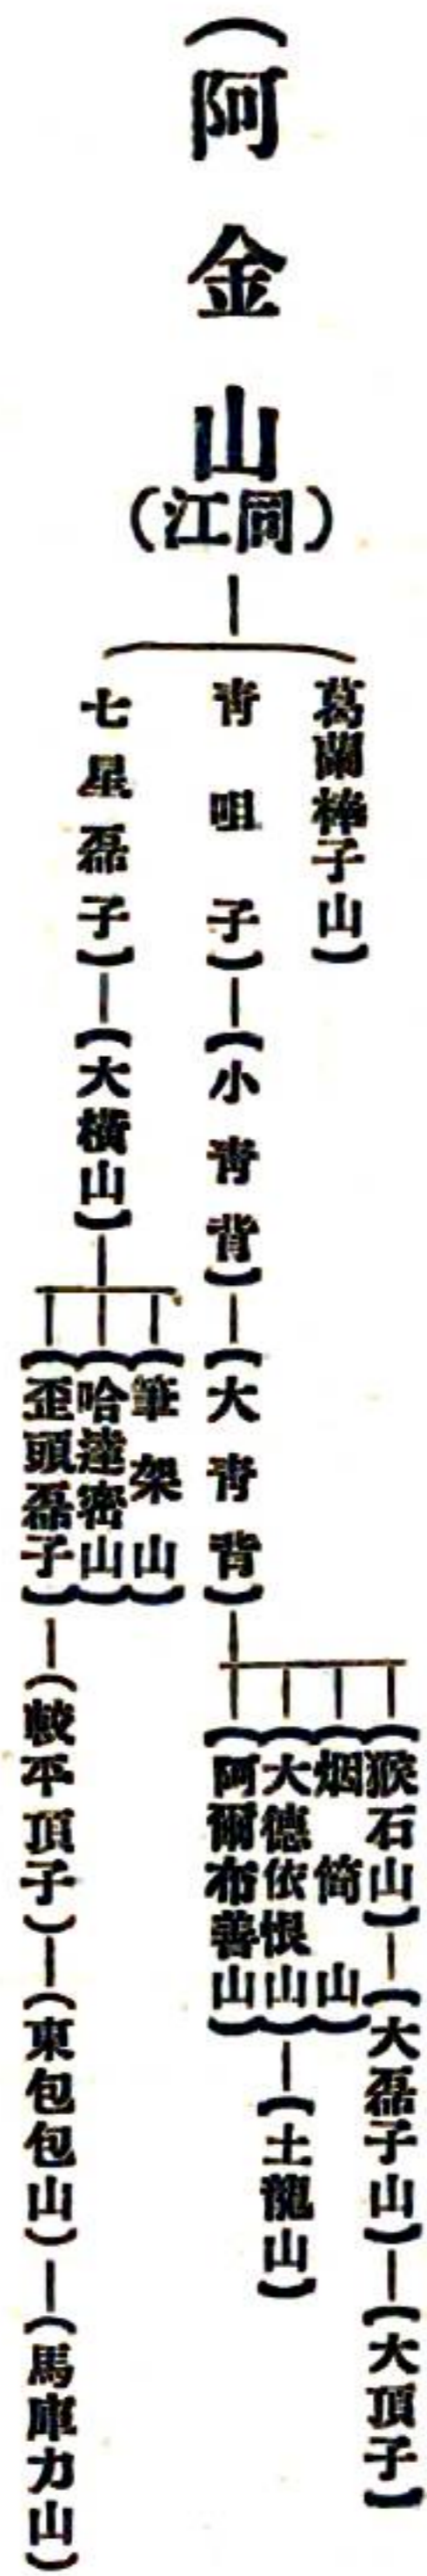 （阿金山
（同江）
葛蘭棒子山）
青咀子）—（小青背）—（大青背）
（猴石山）—（大磊子山）—（大頂子）
（烟筒山）
（大德依恨山）—（土龍山）
（阿爾布善山）
七星磊子）—（大橫山）
（筆架山）
（哈達密山）
（歪頭磊子）—（較平頂子）—（東包包山）—（馬庫力山）